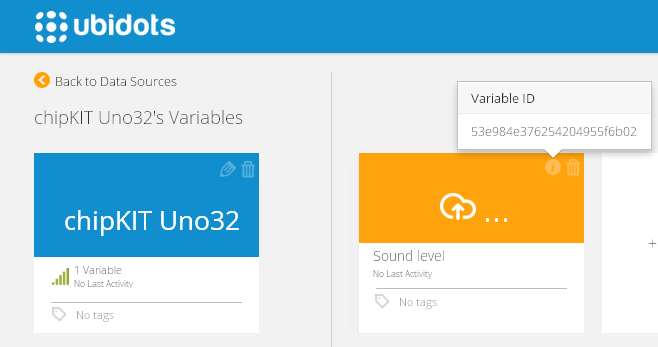 ubidots
Back to Data Sources
chipKIT Uno32's Variables
Variable ID
53e984e376254204955f6b02
chipKIT Uno32
1 Variable
No Last Activity
No tags
...
Sound level
No Last Activity
No tags
+